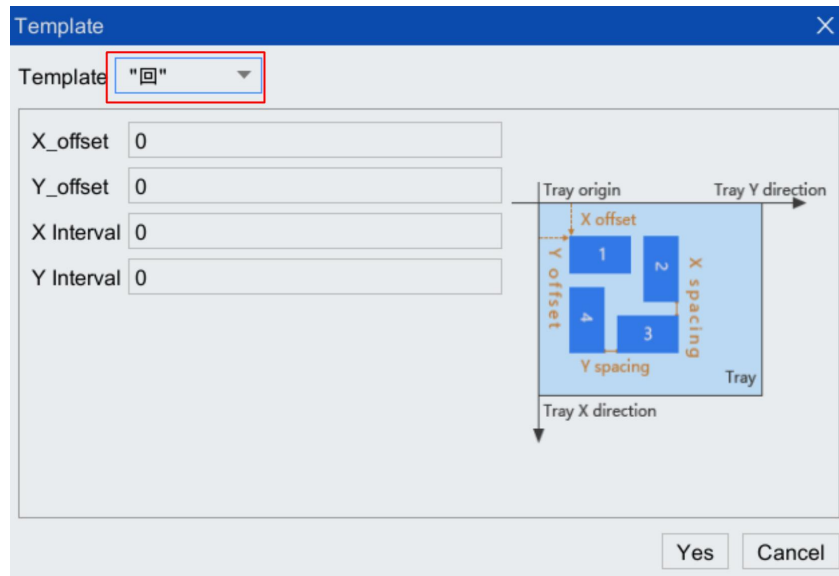 Template
Template "回"
X_offset 0
Y_offset 0
X Interval 0
Y Interval 0
Tray origin Tray Y direction
X offset
Y offset
1
2
X spacing
4
3
Y spacing
Tray
Tray X direction
Yes Cancel